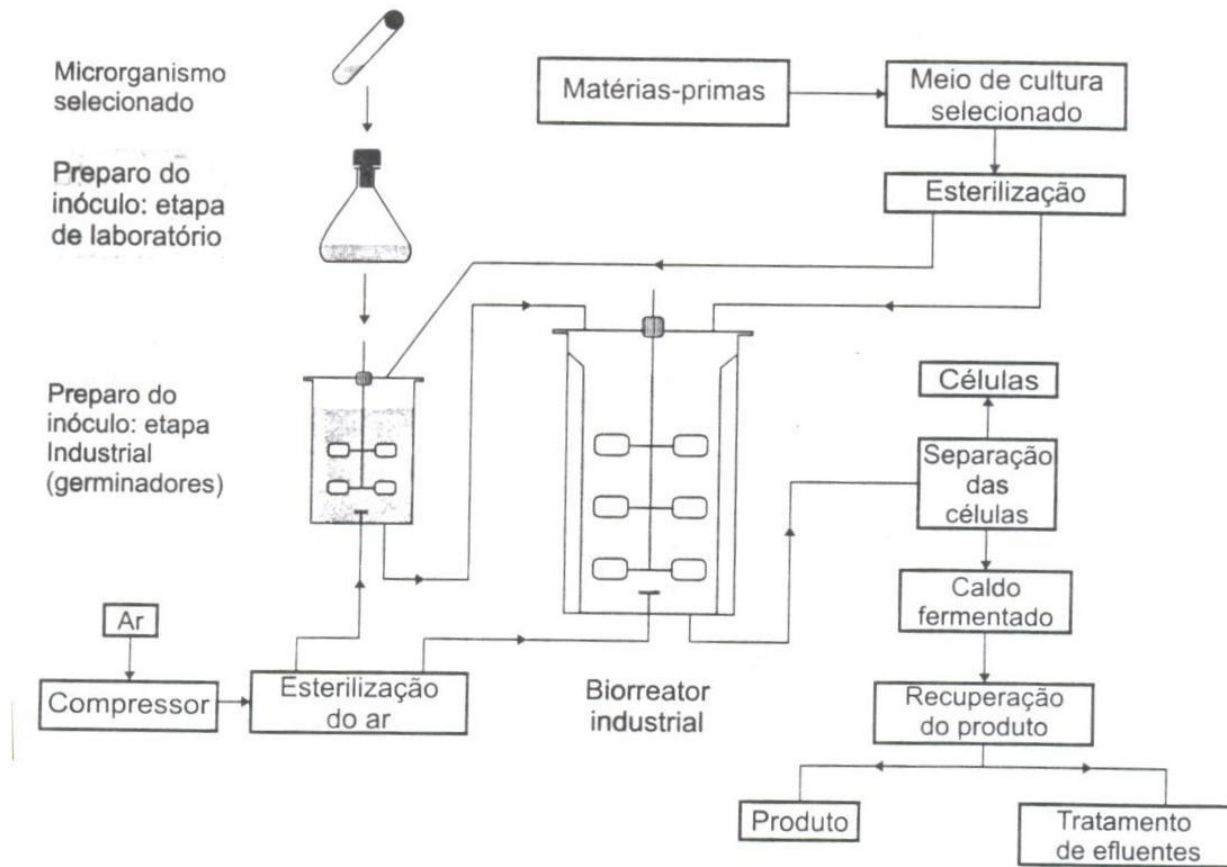 Microrganismo
selecionado
Preparo do
inóculo: etapa
de laboratório
Preparo do
inóculo: etapa
Industrial
(germinadores)
Ar
Compressor
Esterilização
do ar
Matérias-primas
Meio de cultura
selecionado
Esterilização
Biorreator
industrial
Células
Separação
das
células
Caldo
fermentado
Recuperação
do produto
Produto
Tratamento
de efluentes